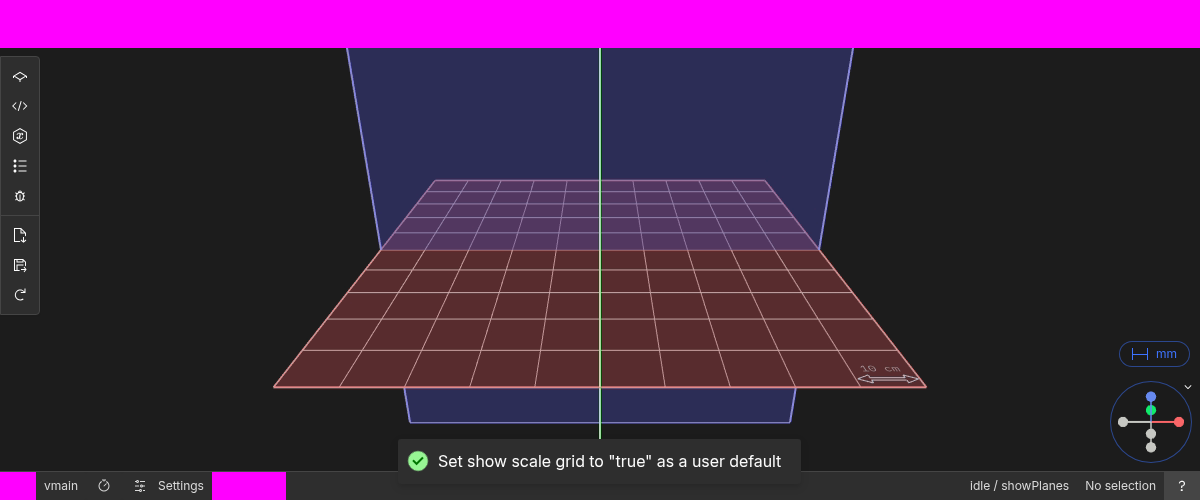 10 cm
mm
Set show scale grid to "true" as a user default
vmain
Settings
idle / showPlanes
No selection
?